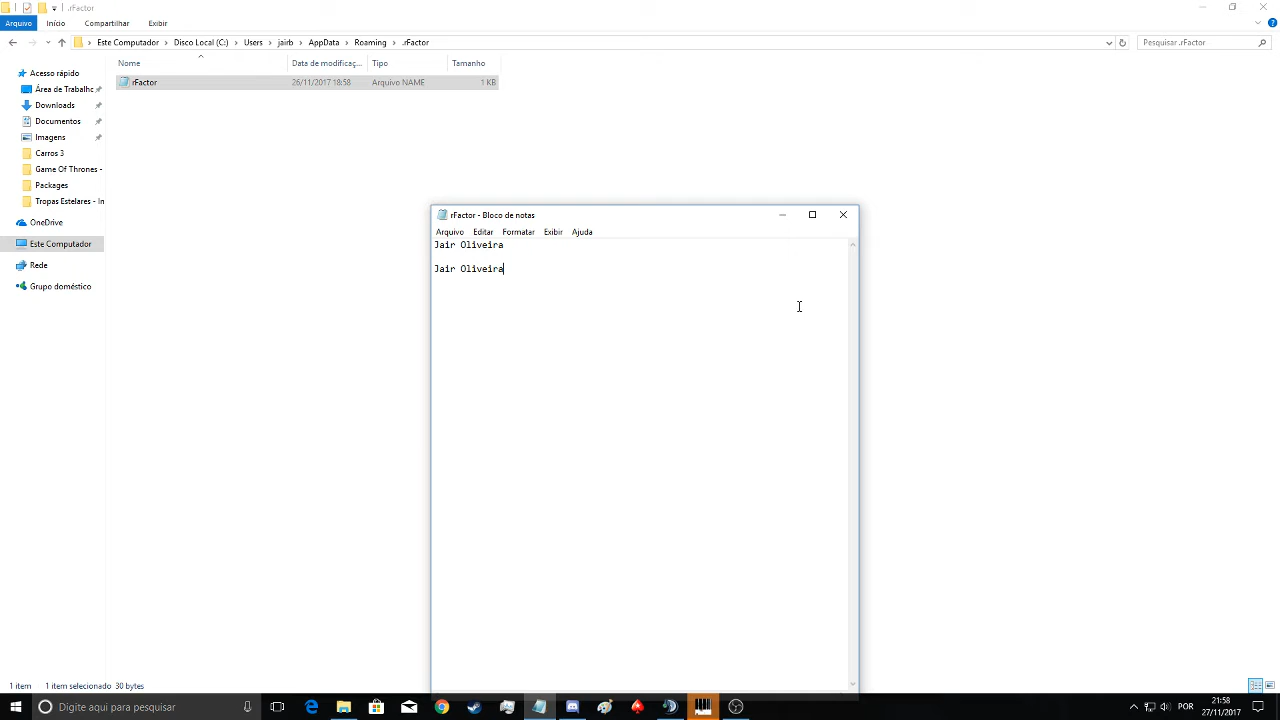 .rFactor
Arquivo Início Compartilhar Exibir
Este Computador > Disco Local (C:) > Users > jairb > AppData > Roaming > .rFactor
Pesquisar .rFactor
Nome Data de modificaç... Tipo Tamanho
rFactor 26/11/2017 18:58 Arquivo NAME 1 KB
Acesso rápido
Área de Trabalho
Downloads
Documentos
Imagens
Carros 3
Game Of Thrones -
Packages
Tropas Estelares - In
OneDrive
Este Computador
Rede
Grupo doméstico
rFactor - Bloco de notas
Arquivo Editar Formatar Exibir Ajuda
Jair Oliveira
Jair Oliveira
1 item 1 item selecionado 30 bytes
Digite aqui para pesquisar
POR
21:58
27/11/2017